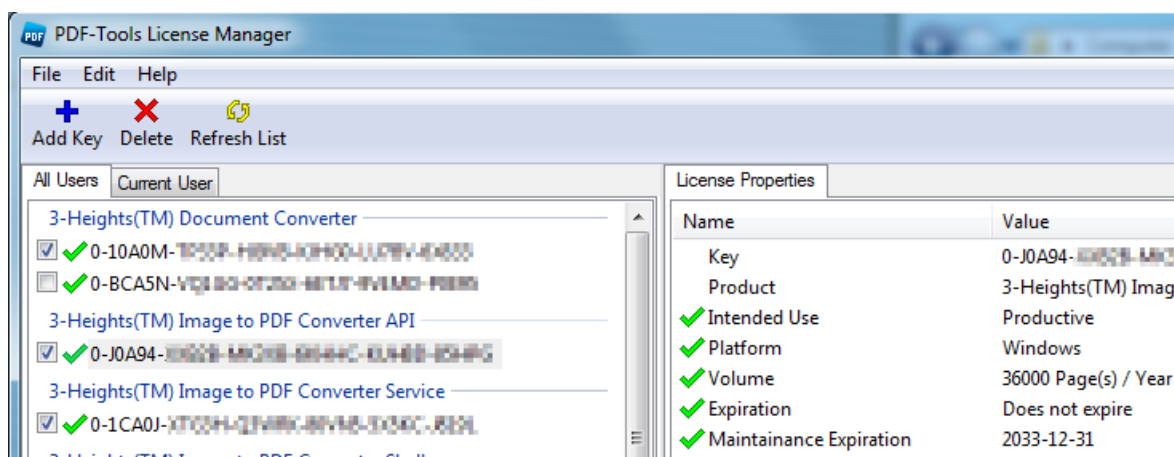 PDF PDF-Tools License Manager
File Edit Help
Add Key Delete Refresh List
All Users Current User
3-Heights(TM) Document Converter
0-10A0M-
0-BCA5N-
3-Heights(TM) Image to PDF Converter API
0-J0A94-
3-Heights(TM) Image to PDF Converter Service
0-1CA0J-
License Properties
Name Value
Key 0-J0A94-
Product 3-Heights(TM) Imag
Intended Use Productive
Platform Windows
Volume 36000 Page(s) / Year
Expiration Does not expire
Maintainance Expiration 2033-12-31